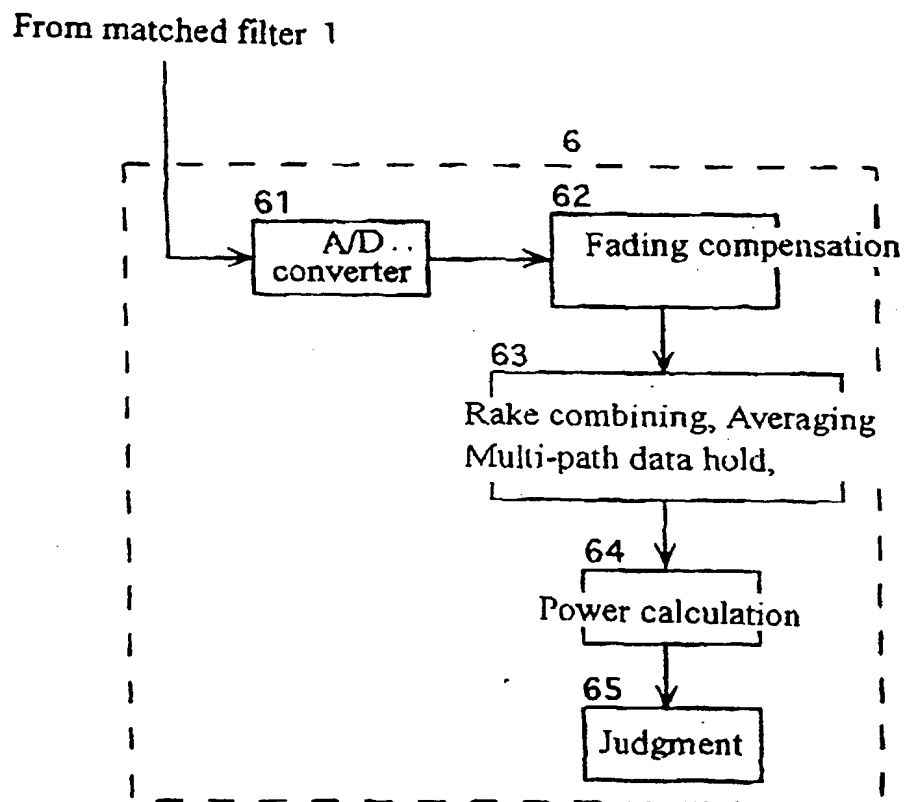 From matched filter 1
6
61
A/D ..
converter
62
Fading compensation
63
Rake combining, Averaging
Multi-path data hold,
64
Power calculation
65
Judgment